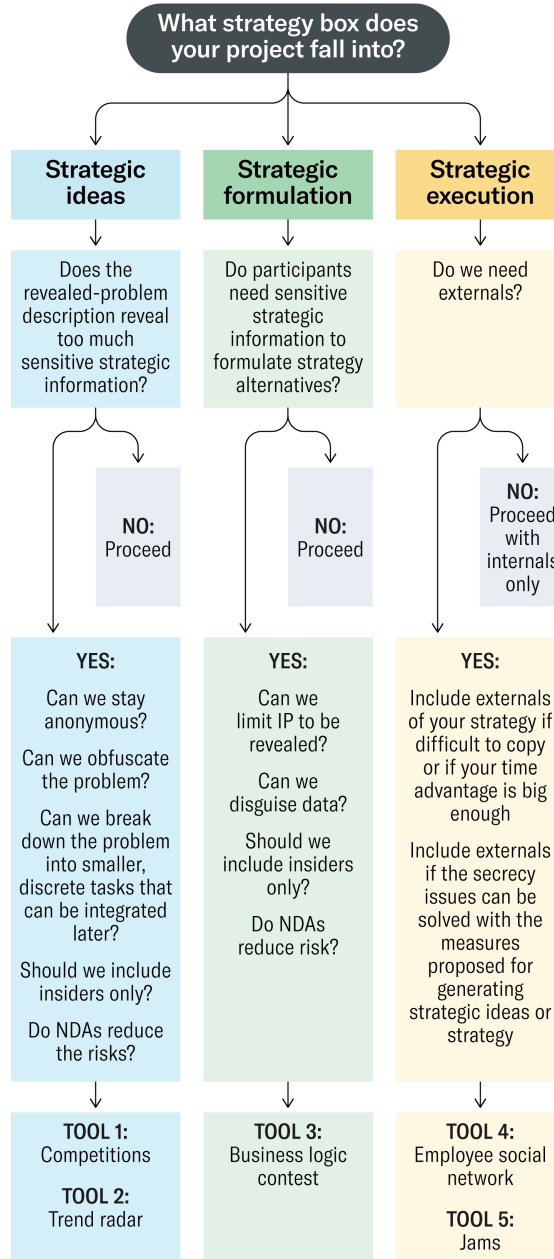 What strategy box does
your project fall into?
Strategic
ideas
Does the
revealed-problem
description reveal
too much
sensitive strategic
information?
NO:
Proceed
YES:
Can we stay
anonymous?
Can we obfuscate
the problem?
Can we break
down the problem
into smaller,
discrete tasks that
can be integrated
later?
Should we include
insiders only?
Do NDAs reduce
the risks?
TOOL 1:
Competitions
TOOL 2:
Trend radar
Strategic
formulation
Do participants
need sensitive
strategic
information to
formulate strategy
alternatives?
NO:
Proceed
YES:
Can we
limit IP to be
revealed?
Can we
disguise data?
Should we
include insiders
only?
Do NDAs
reduce risk?
TOOL 3:
Business logic
contest
Strategic
execution
Do we need
externals?
NO:
Proceed
with
internals
only
YES:
Include externals
of your strategy if
difficult to copy
or if your time
advantage is big
enough
Include externals
if the secrecy
issues can be
solved with the
measures
proposed for
generating
strategic ideas or
strategy
TOOL 4:
Employee social
network
TOOL 5:
Jams